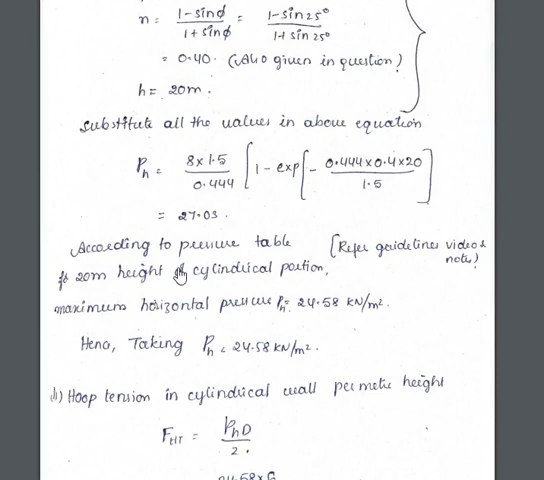 n = 1-sinϕ / 1+sinϕ = 1-sin25° / 1+sin25°
= 0.40. (Also given in question)
h = 20m.
Substitute all the values in above equation
Ph = 8×1.5 / 0.444 [1 - exp[- 0.444×0.4×20 / 1.5]
= 27.03.
According to pressure table [Refer guidelines video & notes)
for 20m height of cylindrical portion,
maximum horizontal pressure Ph = 24.58 KN/m².
Henc, Taking Ph = 24.58 KN/m².
ii) Hoop tension in cylindrical wall per metre height
FHT = PhD / 2.
24.58×6